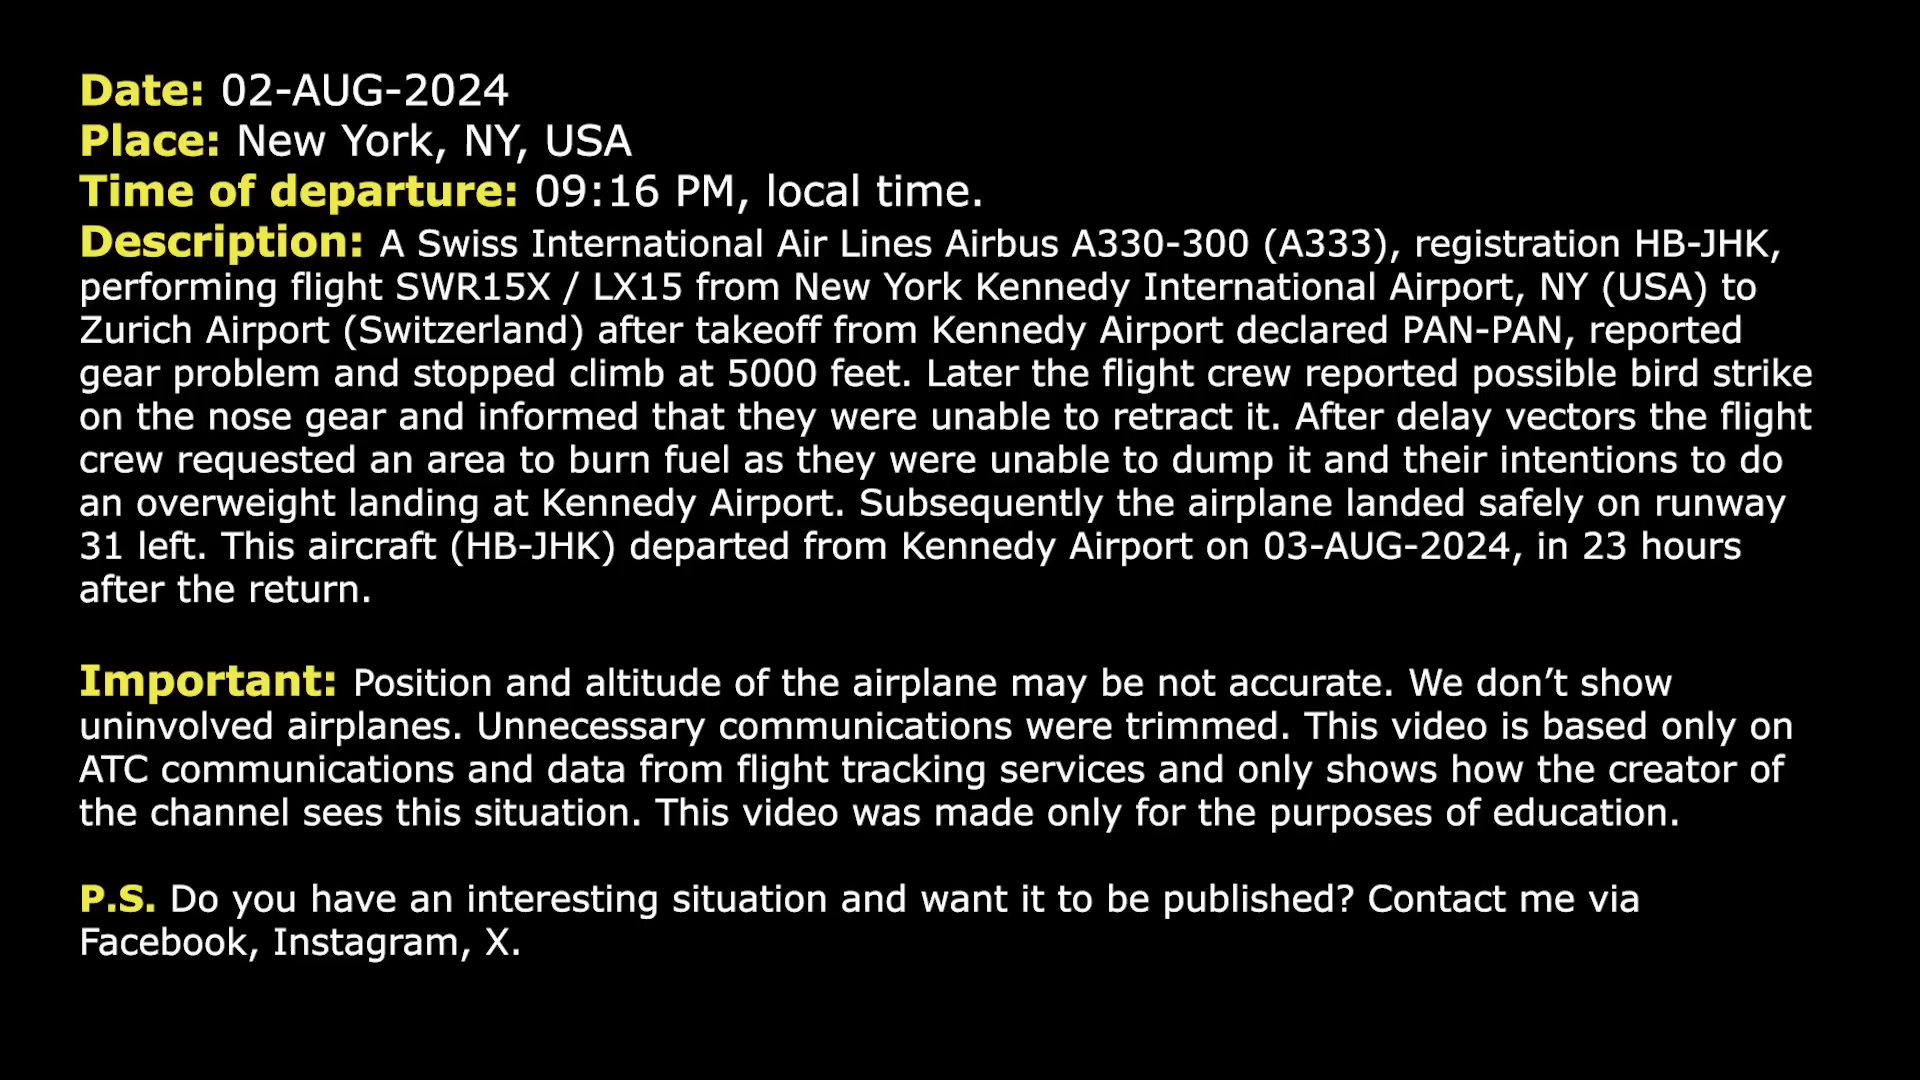 Date: 02-AUG-2024
Place: New York, NY, USA
Time of departure: 09:16 PM, local time.
Description: A Swiss International Air Lines Airbus A330-300 (A333), registration HB-JHK,
performing flight SWR15X / LX15 from New York Kennedy International Airport, NY (USA) to
Zurich Airport (Switzerland) after takeoff from Kennedy Airport declared PAN-PAN, reported
gear problem and stopped climb at 5000 feet. Later the flight crew reported possible bird strike
on the nose gear and informed that they were unable to retract it. After delay vectors the flight
crew requested an area to burn fuel as they were unable to dump it and their intentions to do
an overweight landing at Kennedy Airport. Subsequently the airplane landed safely on runway
31 left. This aircraft (HB-JHK) departed from Kennedy Airport on 03-AUG-2024, in 23 hours
after the return.
Important: Position and altitude of the airplane may be not accurate. We don’t show
uninvolved airplanes. Unnecessary communications were trimmed. This video is based only on
ATC communications and data from flight tracking services and only shows how the creator of
the channel sees this situation. This video was made only for the purposes of education.
P.S. Do you have an interesting situation and want it to be published? Contact me via
Facebook, Instagram, X.